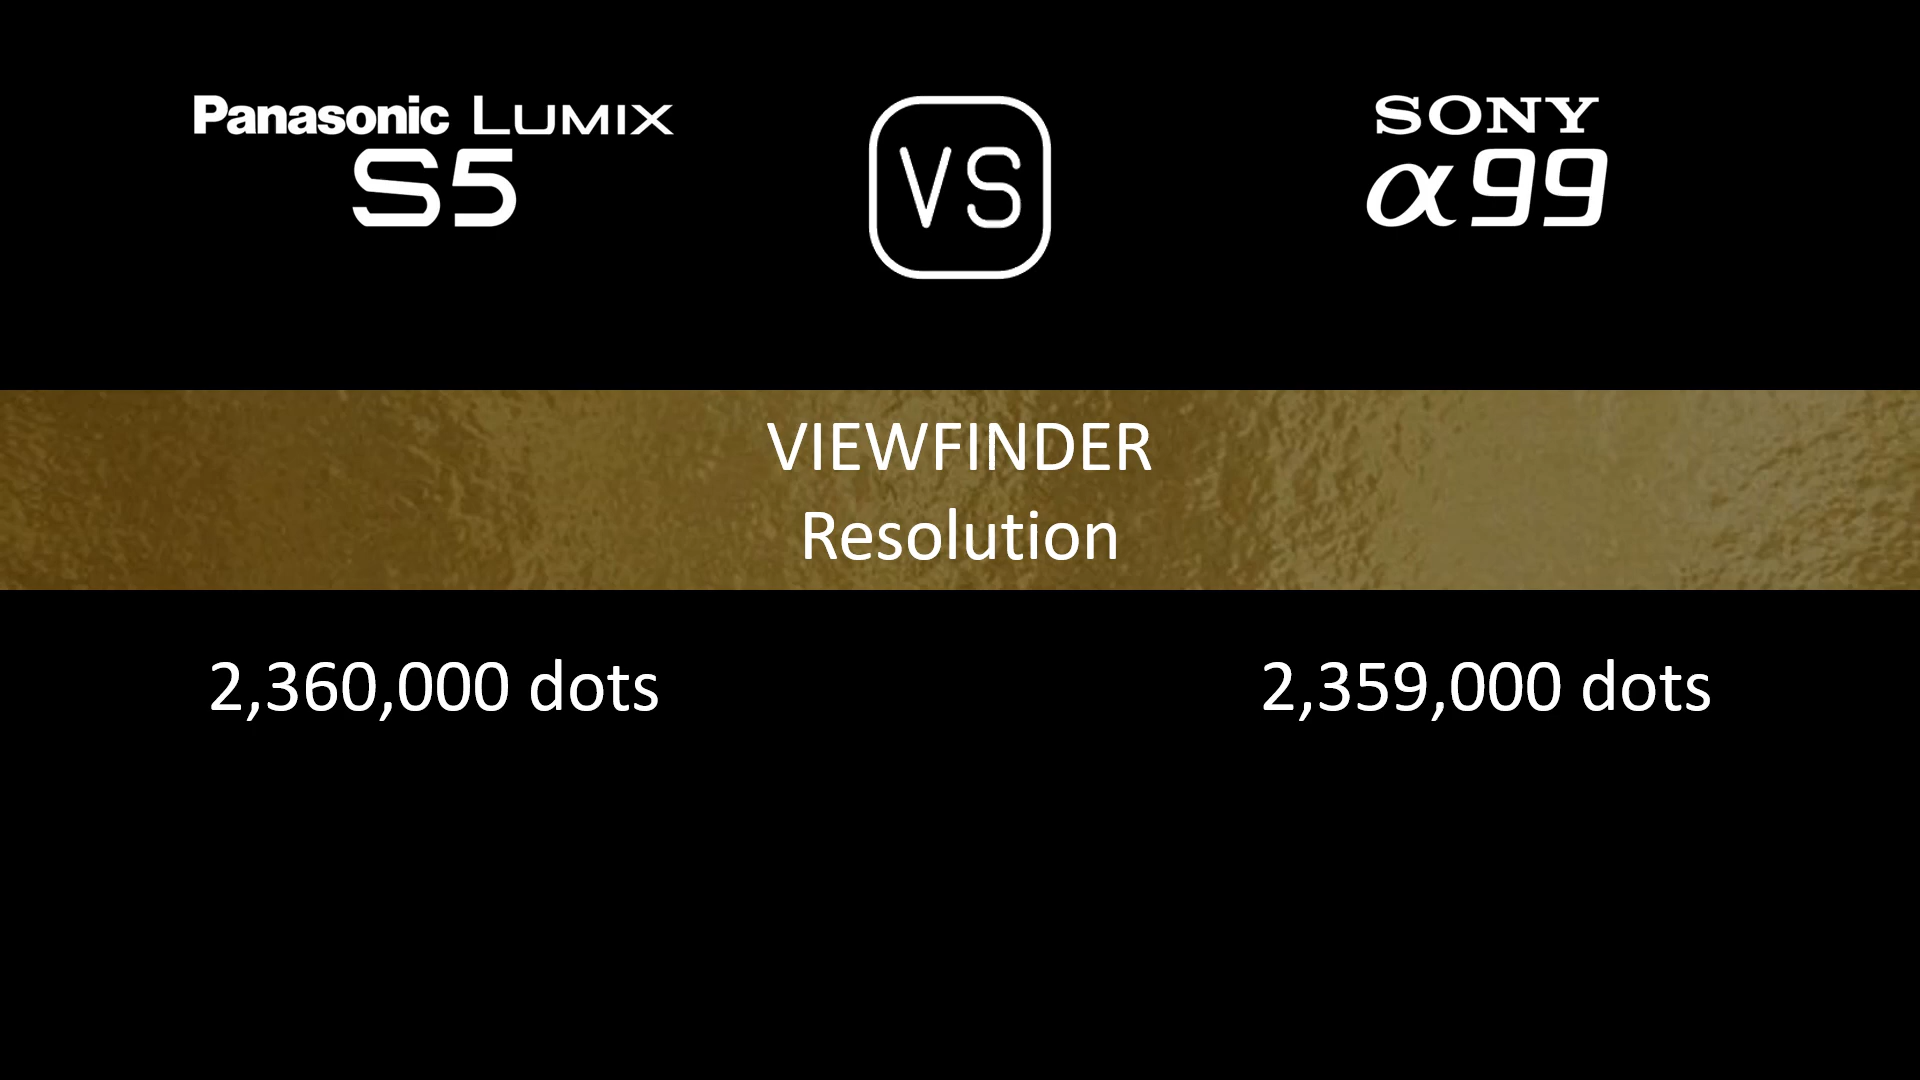 Panasonic LUMIX
S5
VS
SONY
α99
VIEWFINDER
Resolution
2,360,000 dots
2,359,000 dots